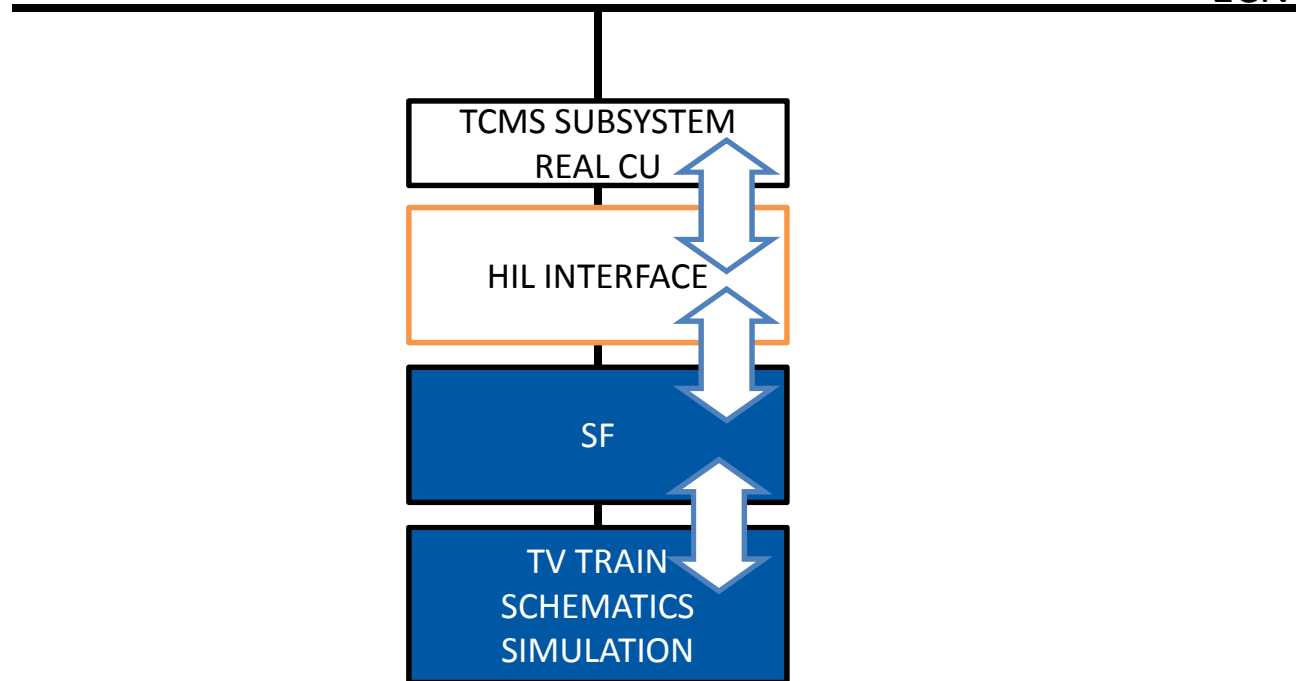 TCMS SUBSYSTEM
REAL CU
HIL INTERFACE
SF
TV TRAIN
SCHEMATICS
SIMULATION